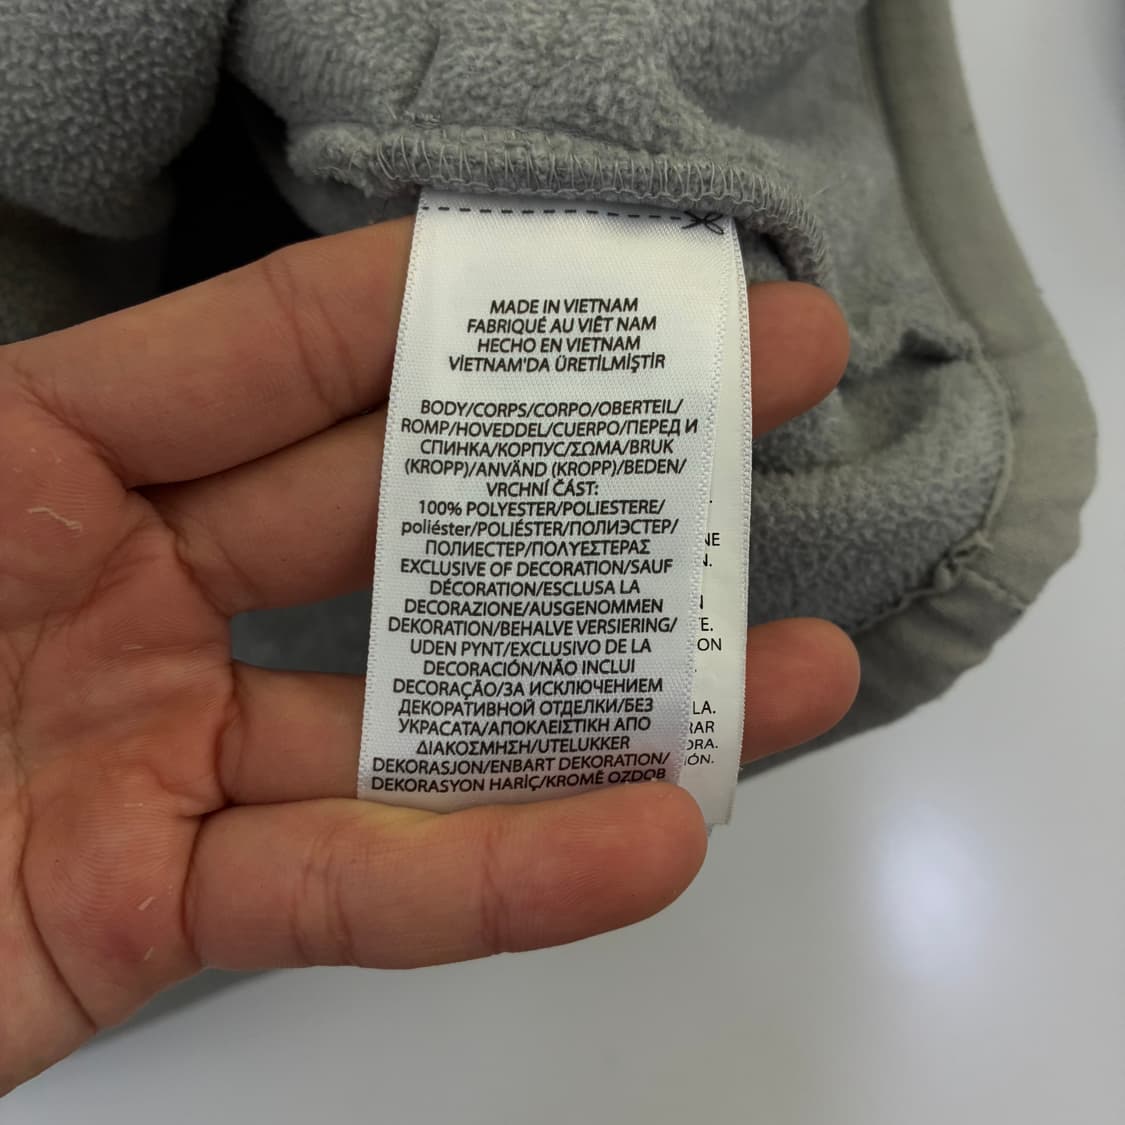 MADE IN VIETNAM
FABRIQUÉ AU VIÊT NAM
HECHO EN VIETNAM
VİETNAM'DA ÜRETİLMİŞTİR
BODY/CORPS/CORPO/OBERTEIL/
ROMP/HOVEDDEL/CUERPO/ПЕРЕД И
СПИНКА/КОРПУС/ΣΩΜΑ/BRUK
(KROPP)/ANVÄND (KROPP)/BEDEN/
VRCHNÍ ČÁST:
100% POLYESTER/POLIESTERE/
poliéster/POLIÉSTER/ПОЛИЭСТЕР/
ПОЛИЕСТЕР/ΠΟΛΥΕΣΤΕΡΑΣ
EXCLUSIVE OF DECORATION/SAUF
DÉCORATION/ESCLUSA LA
DECORAZIONE/AUSGENOMMEN
DEKORATION/BEHALVE VERSIERING/
UDEN PYNT/EXCLUSIVO DE LA
DECORACIÓN/NÃO INCLUI
DECORAÇÃO/ЗА ИСКЛЮЧЕНИЕМ
ДЕКОРАТИВНОЙ ОТДЕЛКИ/БЕЗ
УКРАСАТА/ΑΠΟΚΛΕΙΣΤΙΚΗ ΑΠΟ
ΔΙΑΚΟΣΜΗΣΗ/UTELUKKER
DEKORASJON/ENBART DEKORATION/
DEKORASYON HARİÇ/KROMĚ OZDOB